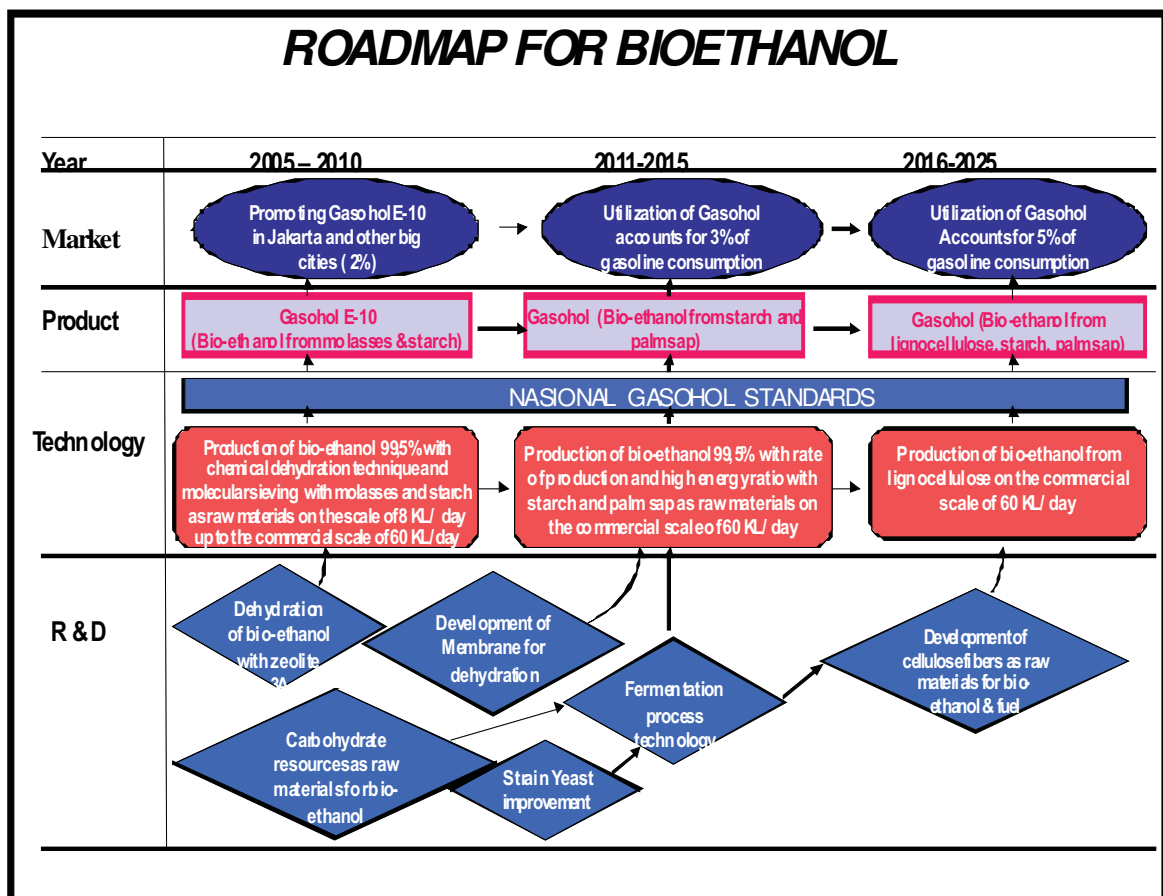 ROADMAP FOR BIOETHANOL
Year
2005 – 2010
2011-2015
2016-2025
Market
Promoting Gasohol E-10
in Jakarta and other big
cities ( 2%)
Utilization of Gasohol
accounts for 3% of
gasoline consumption
Utilization of Gasohol
Accounts for 5% of
gasoline consumption
Product
Gasohol E-10
(Bio-ethanol from molasses & starch)
Gasohol (Bio-ethanol from starch and
palm sap)
Gasohol (Bio-ethanol from
lignocellulose, starch, palm sap)
NASIONAL GASOHOL STANDARDS
Technology
Production of bio-ethanol 99,5% with
chemical dehydration technique and
molecular sieving with molasses and starch
as raw materials on the scale of 8 KL/ day
up to the commercial scale of 60 KL/ day
Production of bio-ethanol 99,5% with rate
of production and high energy ratio with
starch and palm sap as raw materials on
the commercial scale of 60 KL/ day
Production of bio-ethanol from
lignocellulose on the commercial
scale of 60 KL/ day
R & D
Dehydration
of bio-ethanol
with zeolite
3A
Development of
Membrane for
dehydration
Fermentation
process
technology
Development of
cellulose fibers as raw
materials for bio-
ethanol & fuel
Carbohydrate
resources as raw
materials for bio-
ethanol
Strain Yeast
improvement